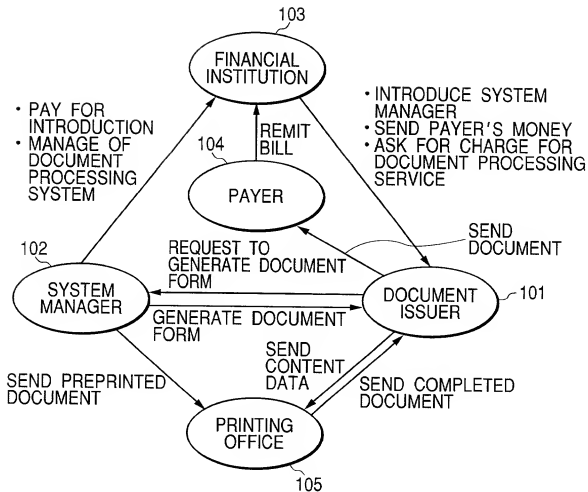 103
FINANCIAL
INSTITUTION
• PAY FOR
INTRODUCTION
• MANAGE OF
DOCUMENT
PROCESSING
SYSTEM
• INTRODUCE SYSTEM
MANAGER
• SEND PAYER'S MONEY
• ASK FOR CHARGE FOR
DOCUMENT PROCESSING
SERVICE
REMIT
BILL
104
PAYER
SEND
DOCUMENT
REQUEST TO
GENERATE DOCUMENT
FORM
102
SYSTEM
MANAGER
DOCUMENT
ISSUER
101
GENERATE DOCUMENT
FORM
SEND
CONTENT
DATA
SEND PREPRINTED
DOCUMENT
SEND COMPLETED
DOCUMENT
PRINTING
OFFICE
105